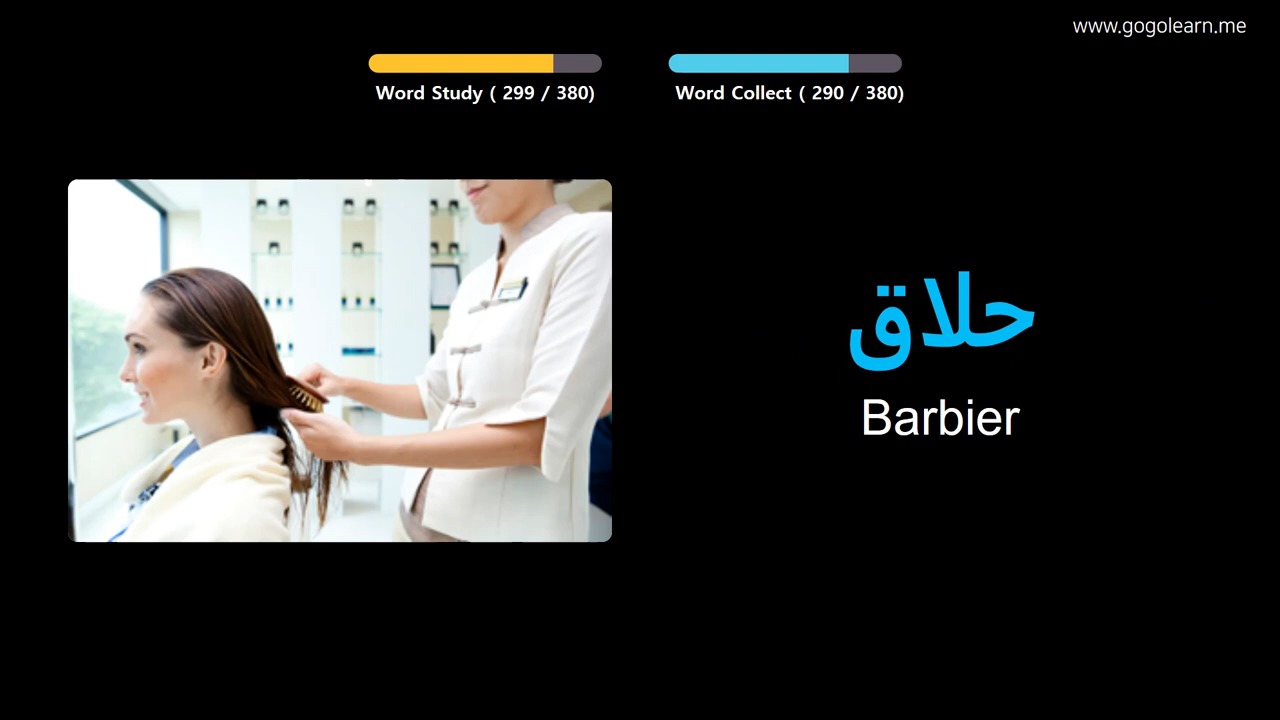 www.gogolearn.me
Word Study ( 299 / 380)
Word Collect ( 290 / 380)
حلاق
Barbier